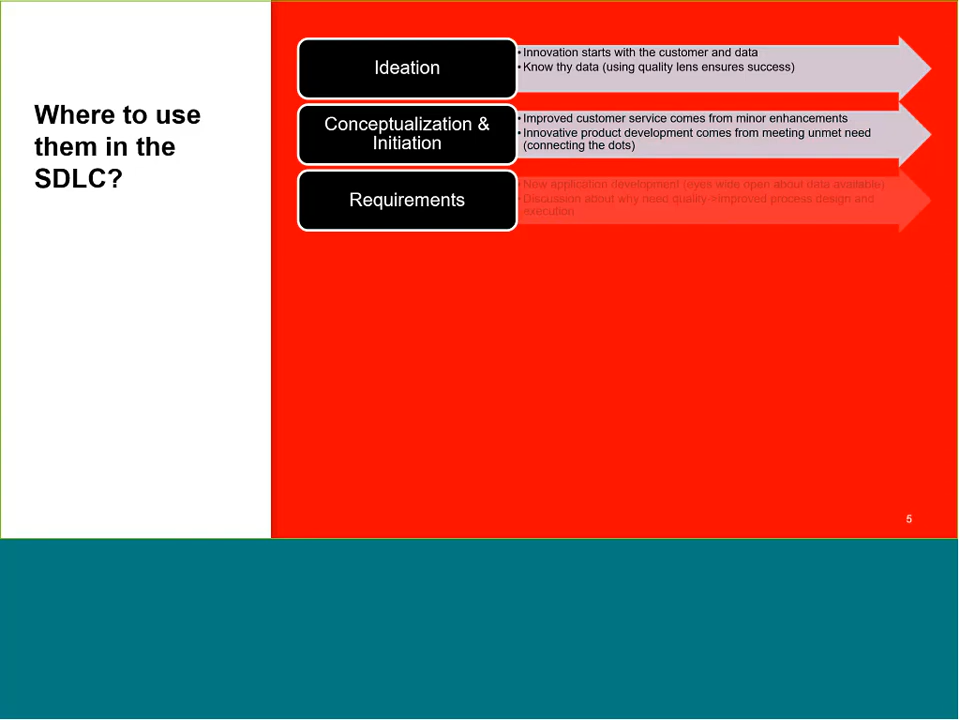 Where to use
them in the
SDLC?
Ideation
• Innovation starts with the customer and data
• Know thy data (using quality lens ensures success)
Conceptualization &
Initiation
• Improved customer service comes from minor enhancements
• Innovative product development comes from meeting unmet need
(connecting the dots)
Requirements
• New application development (eyes wide open about data available)
• Discussion about why need quality->improved process design and
execution
5